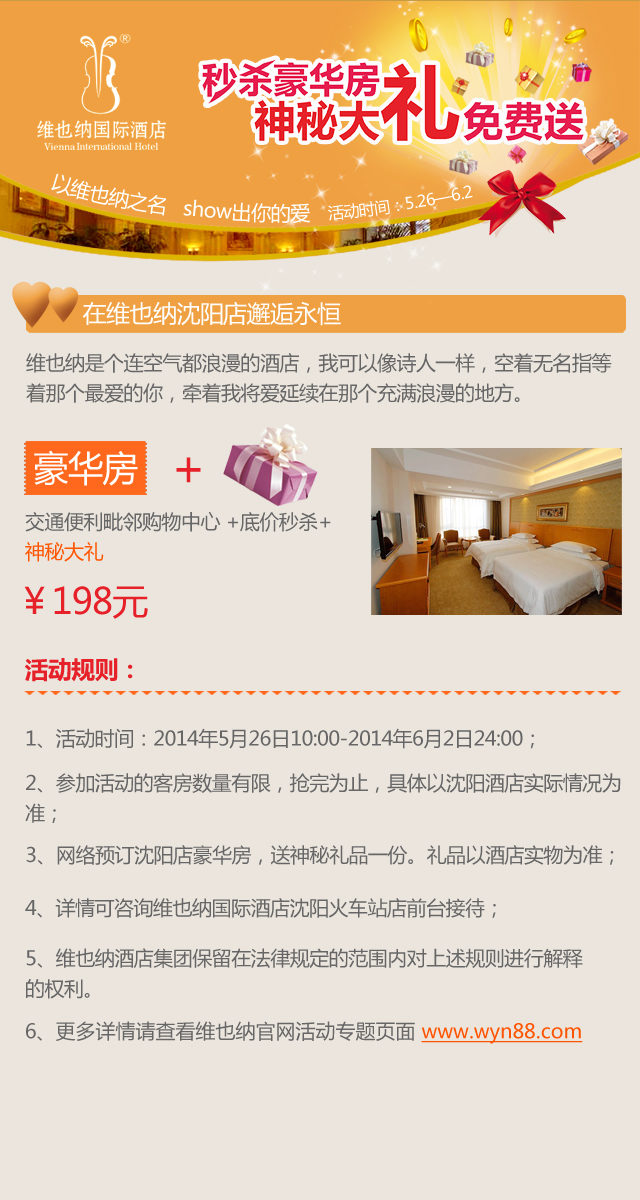 ®
维也纳国际酒店
Vienna International Hotel
秒杀豪华房
神秘大礼免费送
以维也纳之名 show出你的爱 活动时间：5.26—6.2
在维也纳沈阳店邂逅永恒
维也纳是个连空气都浪漫的酒店，我可以像诗人一样，空着无名指等
着那个最爱的你，牵着我将爱延续在那个充满浪漫的地方。
豪华房 +
交通便利毗邻购物中心 +底价秒杀+
神秘大礼
¥ 198元
活动规则：
1、活动时间：2014年5月26日10:00-2014年6月2日24:00；
2、参加活动的客房数量有限，抢完为止，具体以沈阳酒店实际情况为
准；
3、网络预订沈阳店豪华房，送神秘礼品一份。礼品以酒店实物为准；
4、详情可咨询维也纳国际酒店沈阳火车站店前台接待；
5、维也纳酒店集团保留在法律规定的范围内对上述规则进行解释
的权利。
6、更多详情请查看维也纳官网活动专题页面 www.wyn88.com